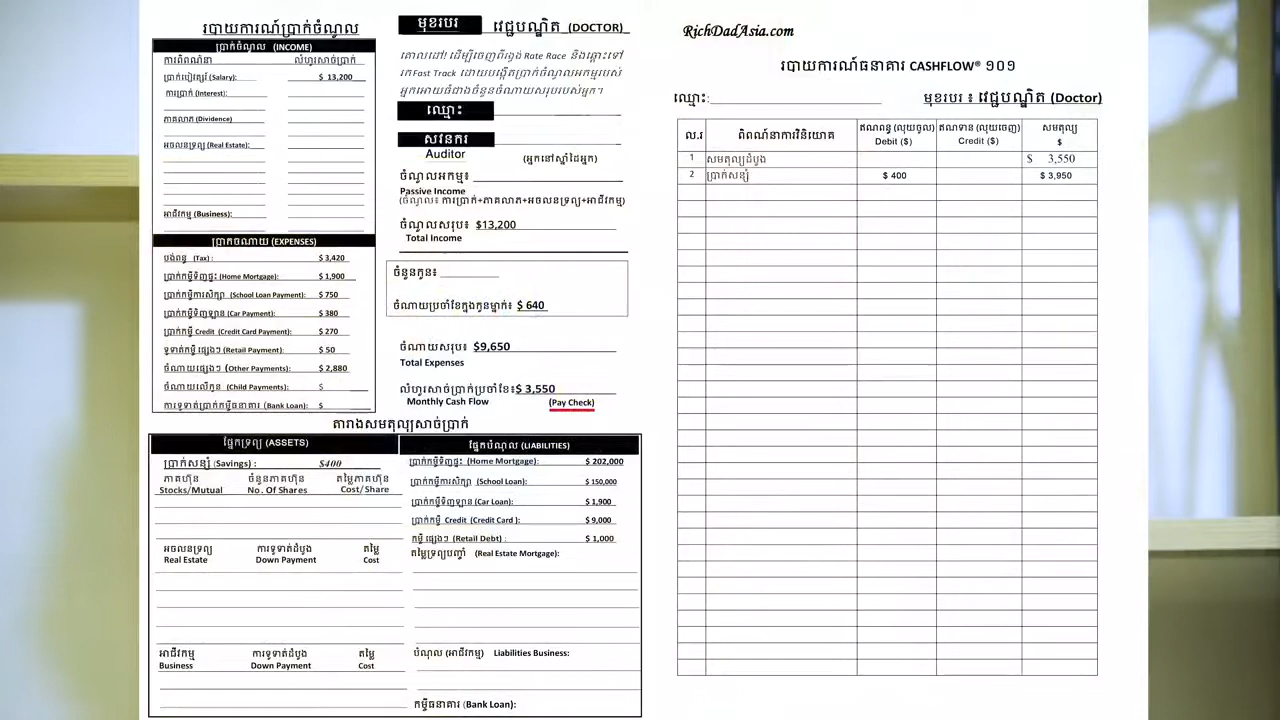 របាយការណ៍ប្រាក់ចំណូល
ប្រាក់ចំណូល (INCOME)
ការពិពណ៌នា លំហូរសាច់ប្រាក់
ប្រាក់បៀវត្សរ៍ (Salary): $ 13,200
ការប្រាក់ (Interest):
ភាគលាភ (Dividence)
អចលនទ្រព្យ (Real Estate):
អាជីវកម្ម (Business):
ប្រាក់ចំណាយ (EXPENSES)
បង់ពន្ធ (Tax) : $ 3,420
ប្រាក់កម្ចីទិញផ្ទះ (Home Mortgage): $ 1,900
ប្រាក់កម្ចីការសិក្សា (School Loan Payment): $ 750
ប្រាក់កម្ចីទិញឡាន (Car Payment): $ 380
ប្រាក់កម្ចី Credit (Credit Card Payment): $ 270
ទូទាត់កម្ចី ផ្សេងៗ (Retail Payment): $ 50
ចំណាយផ្សេងៗ (Other Payments): $ 2,880
ចំណាយលើកូន (Child Payments): $
ការទូទាត់ប្រាក់កម្ចីធនាគារ (Bank Loan): $
មុខរបរ វេជ្ជបណ្ឌិត (DOCTOR)
គោលដៅ! ដើម្បីចេញពីរង្វង់ Rate Race និងឆ្ពោះទៅ
រកFast Track ដោយបង្កើតប្រាក់ចំណូលអកម្មរបស់
អ្នកអោយធំជាងចំនួនចំណាយសរុបរបស់អ្នក។
ឈ្មោះ
សវនករ
Auditor (អ្នកនៅស្តាំដៃអ្នក)
ចំណូលអកម្ម៖
Passive Income
(ចំណូល៖ ការប្រាក់+ភាគលាភ+អចលនទ្រព្យ+អាជីវកម្ម)
ចំណូលសរុប៖ $13,200
Total Income
ចំនួនកូន៖
ចំណាយប្រចាំខែក្នុងកូនម្នាក់៖ $ 640
ចំណាយសរុប៖ $9,650
Total Expenses
លំហូរសាច់ប្រាក់ប្រចាំខែ៖$ 3,550
Monthly Cash Flow (Pay Check)
តារាងសមតុល្យសាច់ប្រាក់
ផ្នែកទ្រព្យ (ASSETS)
ប្រាក់សន្សំ (Savings) : $400
ភាគហ៊ុន ចំនួនភាគហ៊ុន តម្លៃភាគហ៊ុន
Stocks/Mutual No. Of Shares Cost/Share
អចលនទ្រព្យ ការទូទាត់ដំបូង តម្លៃ
Real Estate Down Payment Cost
អាជីវកម្ម ការទូទាត់ដំបូង តម្លៃ
Business Down Payment Cost
ផ្នែកបំណុល (LIABILITIES)
ប្រាក់កម្ចីទិញផ្ទះ (Home Mortgage): $ 202,000
ប្រាក់កម្ចីការសិក្សា (School Loan): $ 150,000
ប្រាក់កម្ចីទិញឡាន (Car Loan): $ 1,900
ប្រាក់កម្ចី Credit (Credit Card ): $ 9,000
កម្ចី ផ្សេងៗ (Retail Debt) : $ 1,000
តម្លៃទ្រព្យបញ្ចាំ (Real Estate Mortgage):
បំណុល (អាជីវកម្ម) Liabilities Business:
កម្ចីធនាគារ (Bank Loan):
RichDadAsia.com
របាយការណ៍ធនាគារ CASHFLOW® ១០១
ឈ្មោះ: មុខរបរ ៖ វេជ្ជបណ្ឌិត (Doctor)
ល.រ ពិពណ៌នាការវិនិយោគ ឥណពន្ធ (លុយចូល) Debit ($) ឥណទាន (លុយចេញ) Credit ($) សមតុល្យ $
1 សមតុល្យដំបូង $ 3,550
2 ប្រាក់សន្សំ $ 400 $ 3,950